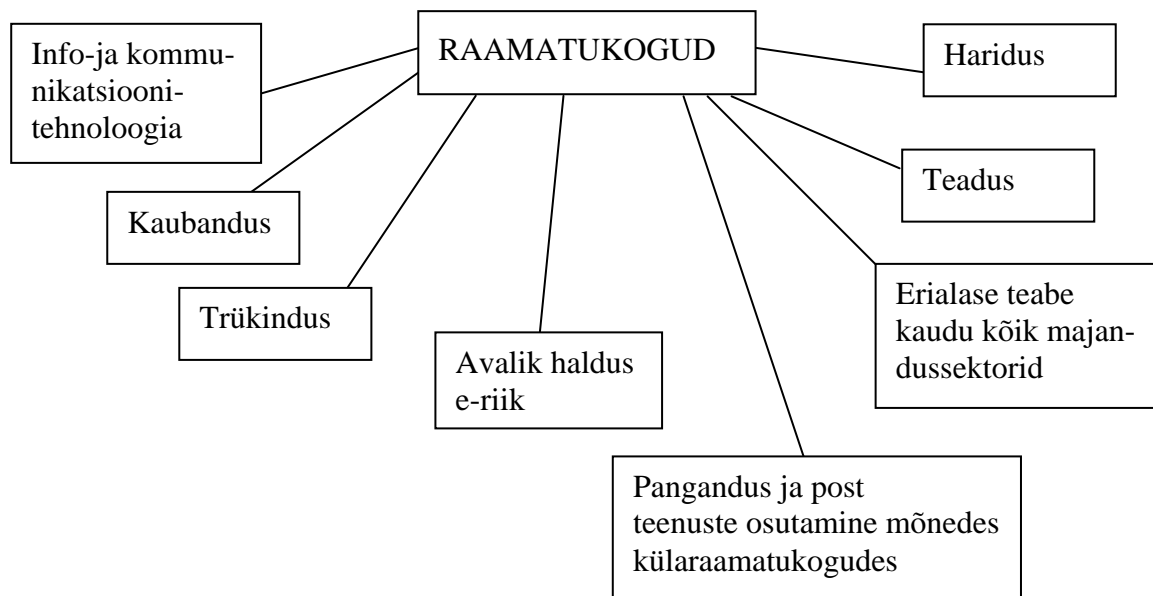 RAAMATUKOGUD
Info-ja kommu-
nikatsiooni-
tehnoloogia
Haridus
Kaubandus
Teadus
Trükindus
Erialase teabe
kaudu kõik majan-
dussektorid
Avalik haldus
e-riik
Pangandus ja post
teenuste osutamine mõnedes
külaraamatukogudes